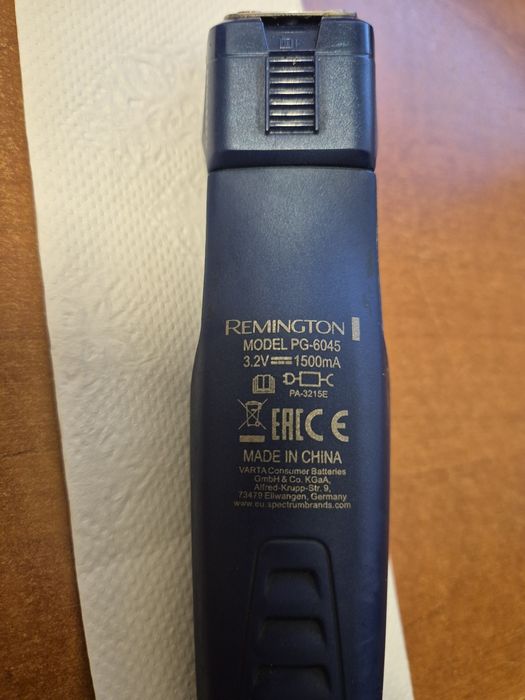 REMINGTON
MODEL PG-6045
3.2V 1500mA
PA-3215E
EAC CE
MADE IN CHINA
VARTA Consumer Batteries
GmbH & Co. KGaA,
Alfred-Krupp-Str. 9,
73479 Ellwangen, Germany
www.eu.spectrumbrands.com